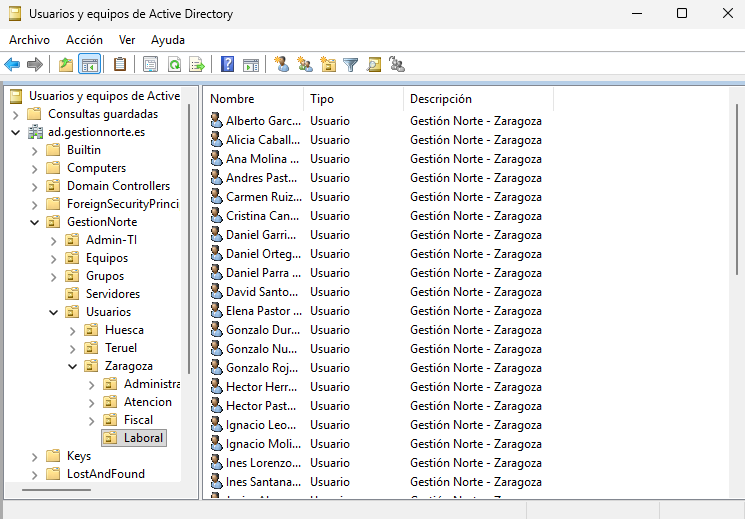 Usuarios y equipos de Active Directory
Archivo Acción Ver Ayuda
Usuarios y equipos de Active
Consultas guardadas
ad.gestionnorte.es
Builtin
Computers
Domain Controllers
ForeignSecurityPrinci
GestionNorte
Admin-TI
Equipos
Grupos
Servidores
Usuarios
Huesca
Teruel
Zaragoza
Administra
Atencion
Fiscal
Laboral
Keys
LostAndFound
Nombre Tipo Descripción
Alberto Garc... Usuario Gestión Norte - Zaragoza
Alicia Caball... Usuario Gestión Norte - Zaragoza
Ana Molina ... Usuario Gestión Norte - Zaragoza
Andres Past... Usuario Gestión Norte - Zaragoza
Carmen Ruiz... Usuario Gestión Norte - Zaragoza
Cristina Can... Usuario Gestión Norte - Zaragoza
Daniel Garri... Usuario Gestión Norte - Zaragoza
Daniel Orteg... Usuario Gestión Norte - Zaragoza
Daniel Parra ... Usuario Gestión Norte - Zaragoza
David Santo... Usuario Gestión Norte - Zaragoza
Elena Pastor ... Usuario Gestión Norte - Zaragoza
Gonzalo Dur... Usuario Gestión Norte - Zaragoza
Gonzalo Nu... Usuario Gestión Norte - Zaragoza
Gonzalo Roj... Usuario Gestión Norte - Zaragoza
Hector Herr... Usuario Gestión Norte - Zaragoza
Hector Past... Usuario Gestión Norte - Zaragoza
Ignacio Leo... Usuario Gestión Norte - Zaragoza
Ignacio Moli... Usuario Gestión Norte - Zaragoza
Ines Lorenzo... Usuario Gestión Norte - Zaragoza
Ines Santana... Usuario Gestión Norte - Zaragoza